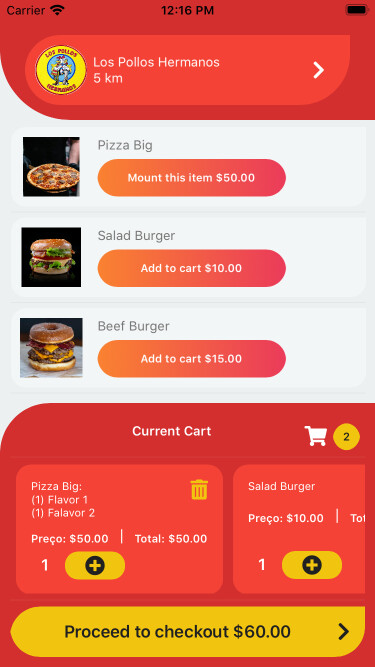 Carrier 12:16 PM
LOS POLLOS
HERMANOS
Los Pollos Hermanos
5 km
Pizza Big
Mount this item $50.00
Salad Burger
Add to cart $10.00
Beef Burger
Add to cart $15.00
Current Cart
2
Pizza Big:
(1) Flavor 1
(1) Falavor 2
Preço: $50.00 | Total: $50.00
1
Salad Burger
Preço: $10.00 | Tot
1
Proceed to checkout $60.00